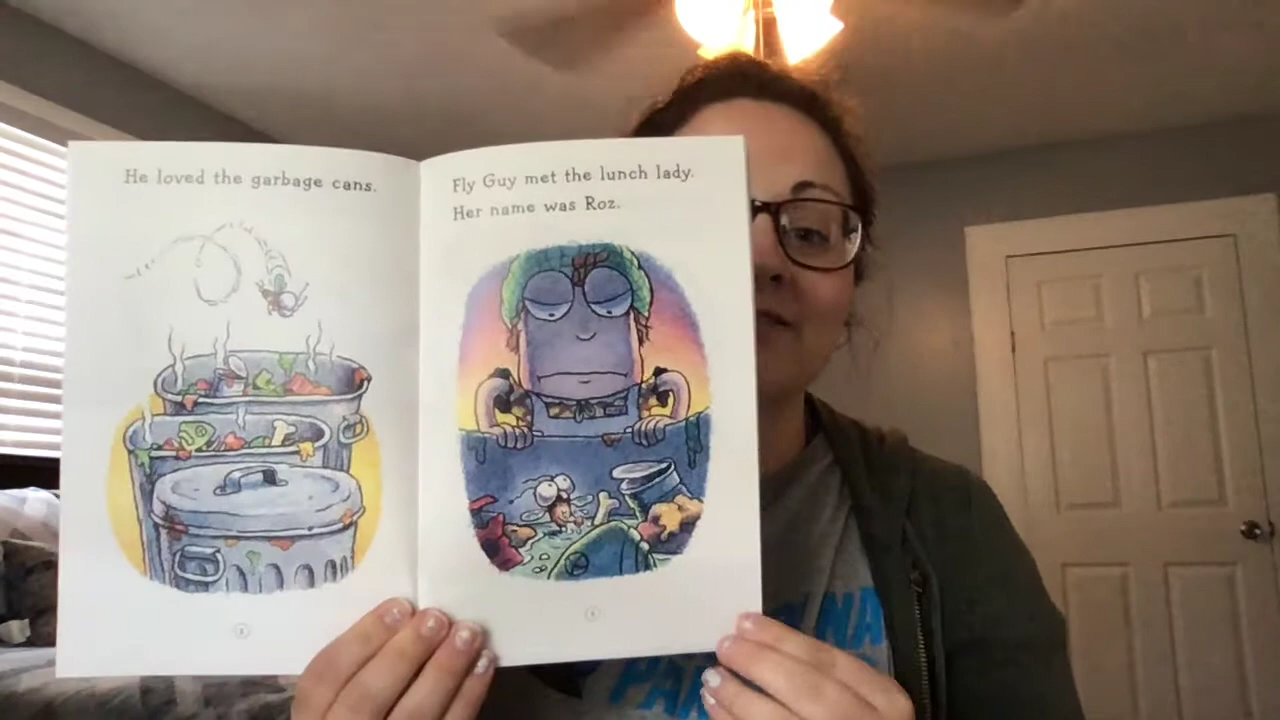 He loved the garbage cans.
Fly Guy met the lunch lady.
Her name was Roz.